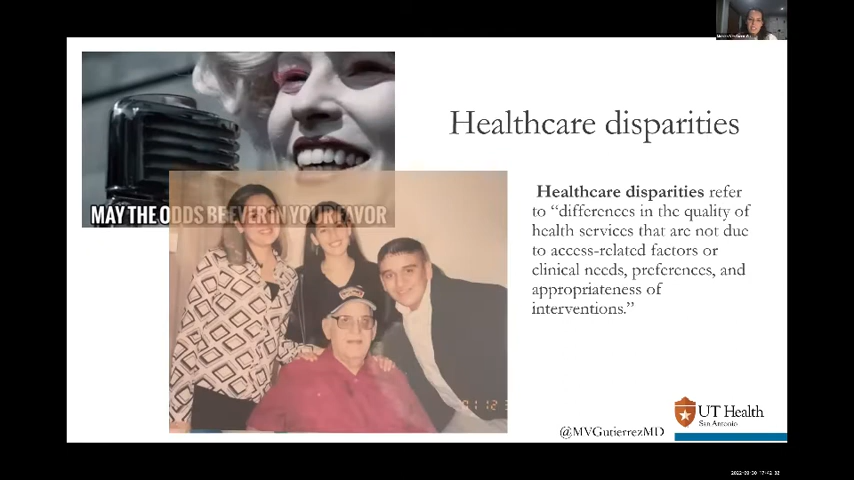 Healthcare disparities
MAY THE ODDS BE EVER IN YOUR FAVOR
Healthcare disparities refer
to “differences in the quality of
health services that are not due
to access-related factors or
clinical needs, preferences, and
appropriateness of
interventions.”
UT Health
San Antonio
@MVGutierrezMD